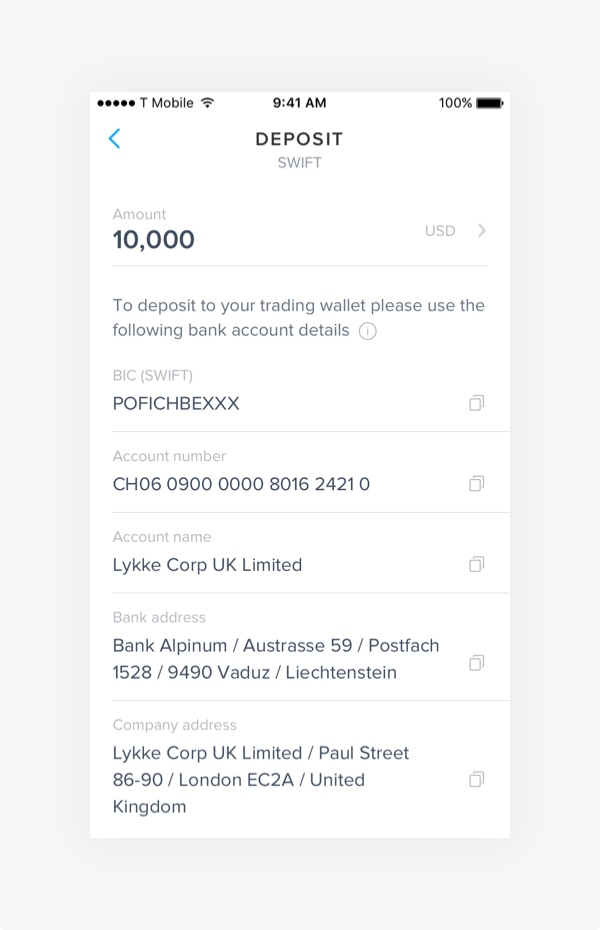 T Mobile 9:41 AM 100%
DEPOSIT
SWIFT
Amount
10,000 USD
To deposit to your trading wallet please use the
following bank account details
BIC (SWIFT)
POFICHBEXXX
Account number
CH06 0900 0000 8016 2421 0
Account name
Lykke Corp UK Limited
Bank address
Bank Alpinum / Austrasse 59 / Postfach
1528 / 9490 Vaduz / Liechtenstein
Company address
Lykke Corp UK Limited / Paul Street
86-90 / London EC2A / United
Kingdom